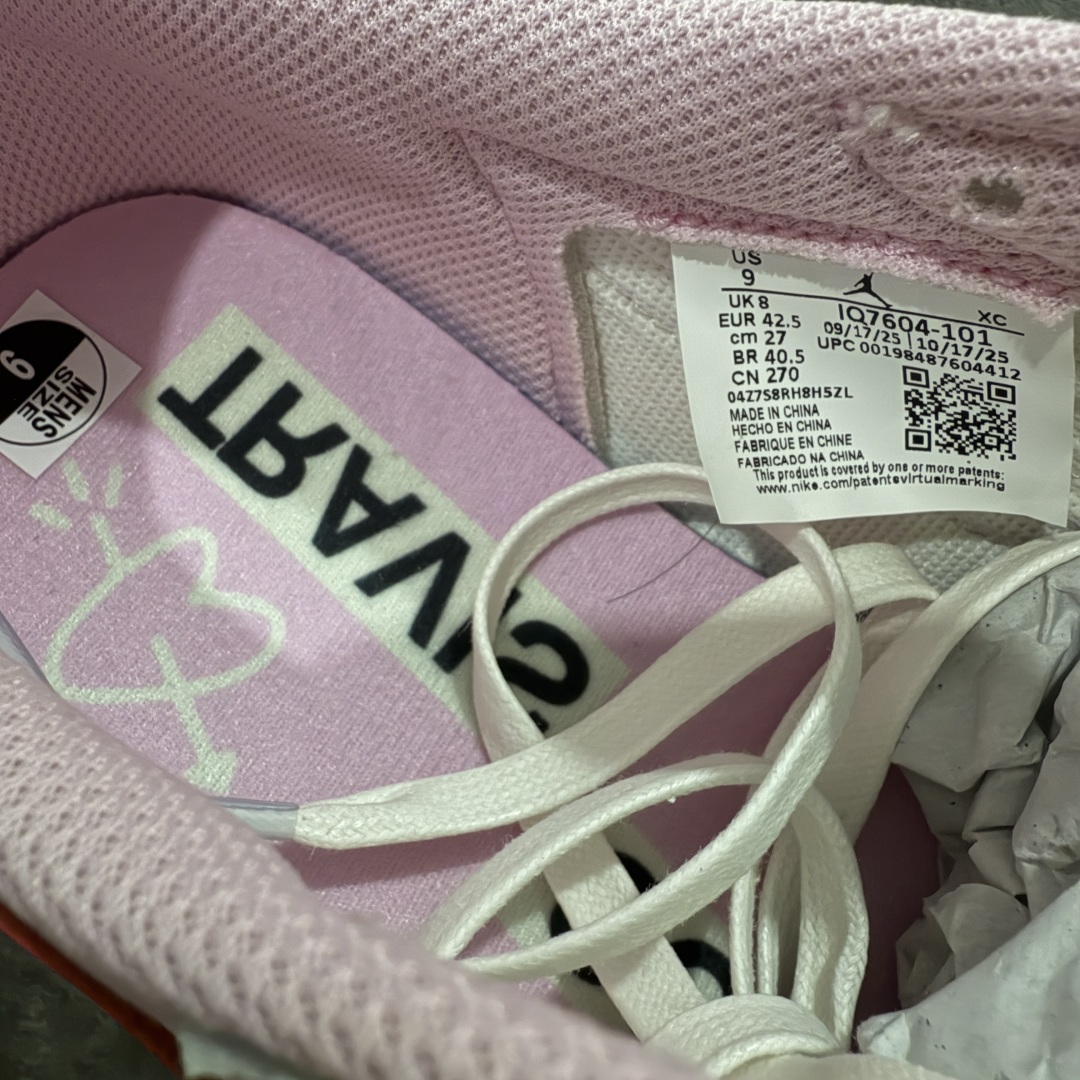 MENS
SIZE
9
TRAVIS
US
9
UK 8
EUR 42.5
cm 27
BR 40.5
CN 270
XC
IQ7604-101
09/17/25 | 10/17/25
UPC 00198487604412
04Z7S8RH8H5ZL
MADE IN CHINA
HECHO EN CHINA
FABRIQUE EN CHINE
FABRICADO NA CHINA
This product is covered by one or more patents:
www.nike.com/patentsvirtualmarking